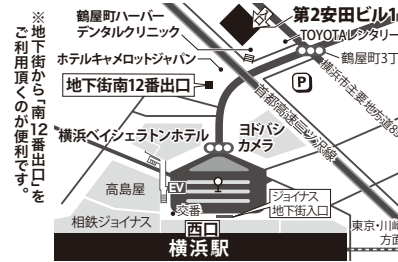 ※地下街から「南12番出口」を
ご利用頂くのが便利です。
鶴屋町ハーバー
デンタルクリニック
第2安田ビル1
TOYOTAレンタリー
鶴屋町3丁
ホテルキャメロットジャパン
地下街南12番出口
P
横浜市主要地方道8
首都高速三ツ沢線
横浜ベイシェラトンホテル
ヨドバシ
カメラ
高島屋
EV
交番
ジョイナス
地下街入口
相鉄ジョイナス
西口
横浜駅
東京・川崎
方面